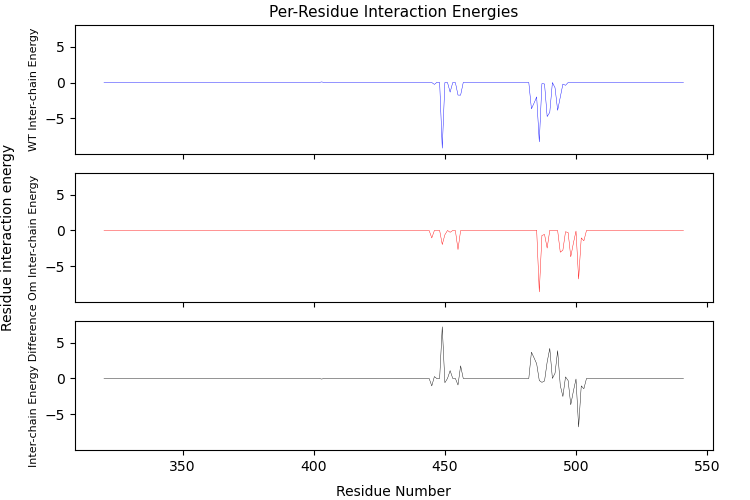 Per-Residue Interaction Energies
Residue interaction energy
WT Inter-chain Energy
5
0
−5
Om Inter-chain Energy
5
0
−5
Inter-chain Energy Difference
5
0
−5
350
400
450
500
550
Residue Number